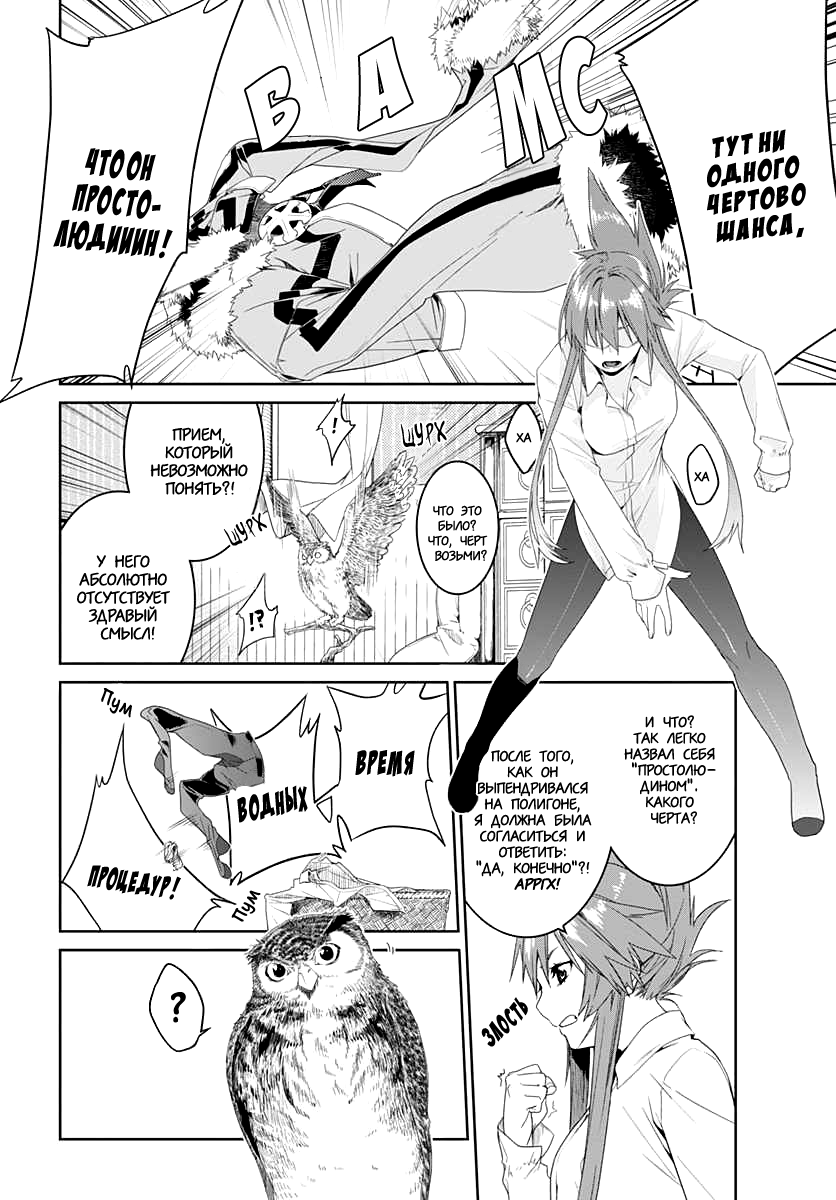 ТУТ НИ
ОДНОГО
ЧЕРТОВО
ШАНСА,
БАМС
ЧТО ОН
ПРОСТО-
ЛЮДИИИН!
ХА
ХА
ЧТО ЭТО
БЫЛО?
ЧТО, ЧЕРТ
ВОЗЬМИ?
ШУРХ
ШУРХ
!?
!?
ПРИЕМ,
КОТОРЫЙ
НЕВОЗМОЖНО
ПОНЯТЬ?!
У НЕГО
АБСОЛЮТНО
ОТСУТСТВУЕТ
ЗДРАВЫЙ
СМЫСЛ!
И ЧТО?
ТАК ЛЕГКО
НАЗВАЛ СЕБЯ
"ПРОСТОЛЮ-
ДИНОМ".
КАКОГО
ЧЕРТА?
ПОСЛЕ ТОГО,
КАК ОН
ВЫПЕНДРИВАЛСЯ
НА ПОЛИГОНЕ,
Я ДОЛЖНА БЫЛА
СОГЛАСИТЬСЯ И
ОТВЕТИТЬ:
"ДА, КОНЕЧНО"?!
АРРГХ!
ЗЛОСТЬ
ВРЕМЯ
ВОДНЫХ
ПРОЦЕДУР!
ПУМ
ПУМ
?